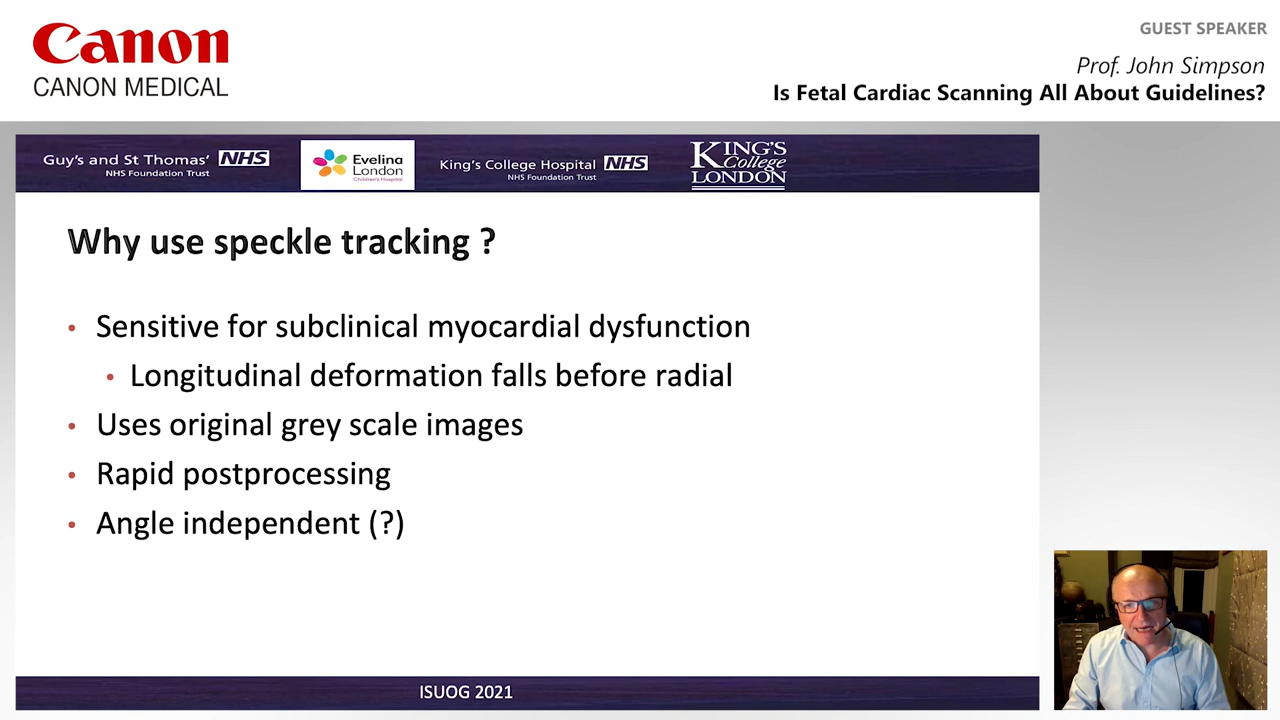 Canon
CANON MEDICAL
GUEST SPEAKER
Prof. John Simpson
Is Fetal Cardiac Scanning All About Guidelines?
Guy's and St Thomas' NHS
NHS Foundation Trust
Evelina
London
Children's Hospital
King's College Hospital NHS
NHS Foundation Trust
KING'S
College
LONDON
Why use speckle tracking ?
• Sensitive for subclinical myocardial dysfunction
• Longitudinal deformation falls before radial
• Uses original grey scale images
• Rapid postprocessing
• Angle independent (?)
ISUOG 2021